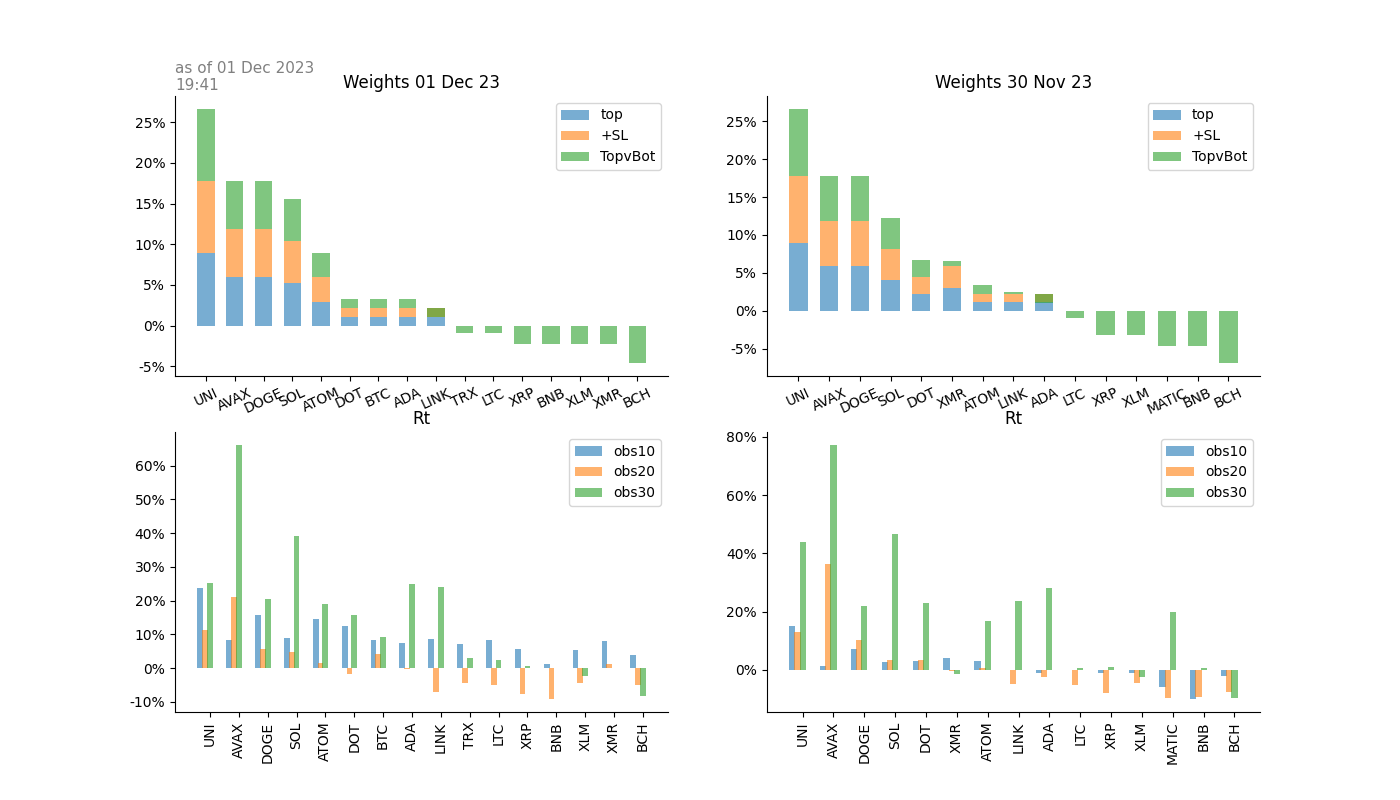 as of 01 Dec 2023
19:41
Weights 01 Dec 23
25%
20%
15%
10%
5%
0%
-5%
top
+SL
TopvBot
UNI AVAX DOGE SOL ATOM DOT BTC ADA LINK TRX LTC XRP BNB XLM XMR BCH
Weights 30 Nov 23
25%
20%
15%
10%
5%
0%
-5%
top
+SL
TopvBot
UNI AVAX DOGE SOL DOT XMR ATOM LINK ADA LTC XRP XLM MATIC BNB BCH
Rt
60%
50%
40%
30%
20%
10%
0%
-10%
obs10
obs20
obs30
UNI AVAX DOGE SOL ATOM DOT BTC ADA LINK TRX LTC XRP BNB XLM XMR BCH
Rt
80%
60%
40%
20%
0%
obs10
obs20
obs30
UNI AVAX DOGE SOL DOT XMR ATOM LINK ADA LTC XRP XLM MATIC BNB BCH